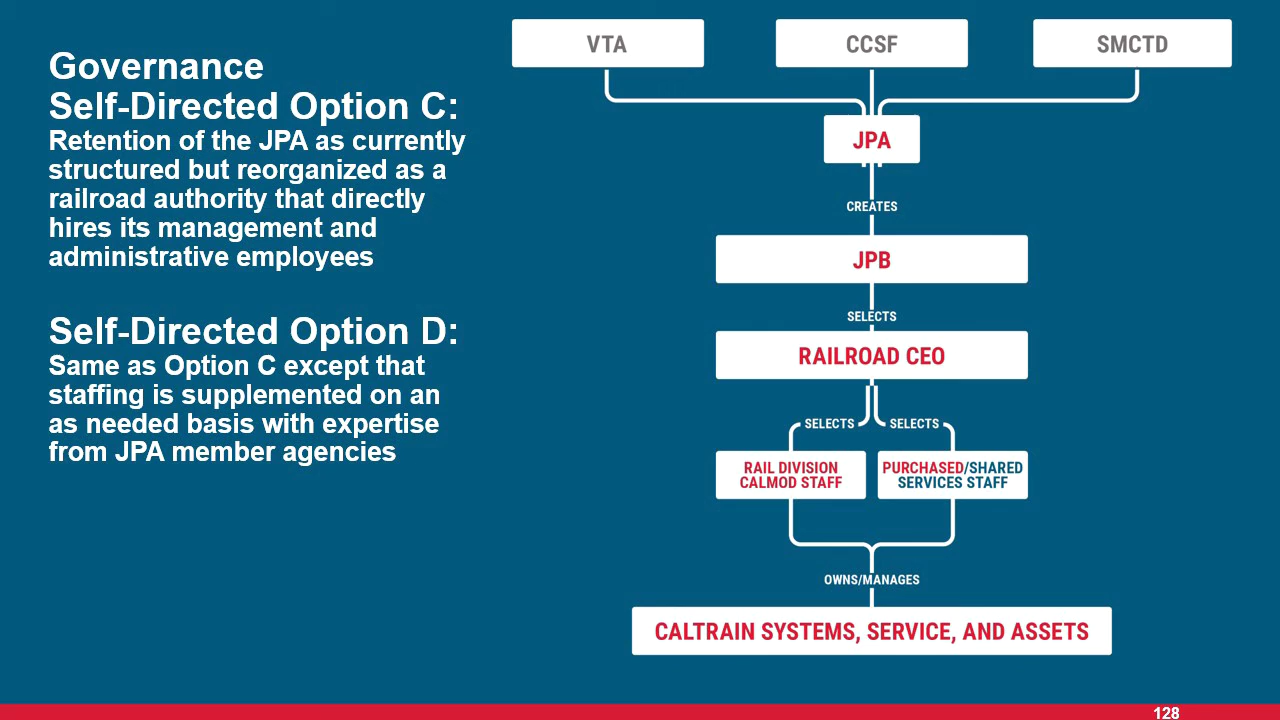 Governance
Self-Directed Option C:
Retention of the JPA as currently
structured but reorganized as a
railroad authority that directly
hires its management and
administrative employees
Self-Directed Option D:
Same as Option C except that
staffing is supplemented on an
as needed basis with expertise
from JPA member agencies
VTA
CCSF
SMCTD
JPA
CREATES
JPB
SELECTS
RAILROAD CEO
SELECTS
SELECTS
RAIL DIVISION
CALMOD STAFF
PURCHASED/SHARED
SERVICES STAFF
OWNS/MANAGES
CALTRAIN SYSTEMS, SERVICE, AND ASSETS
128